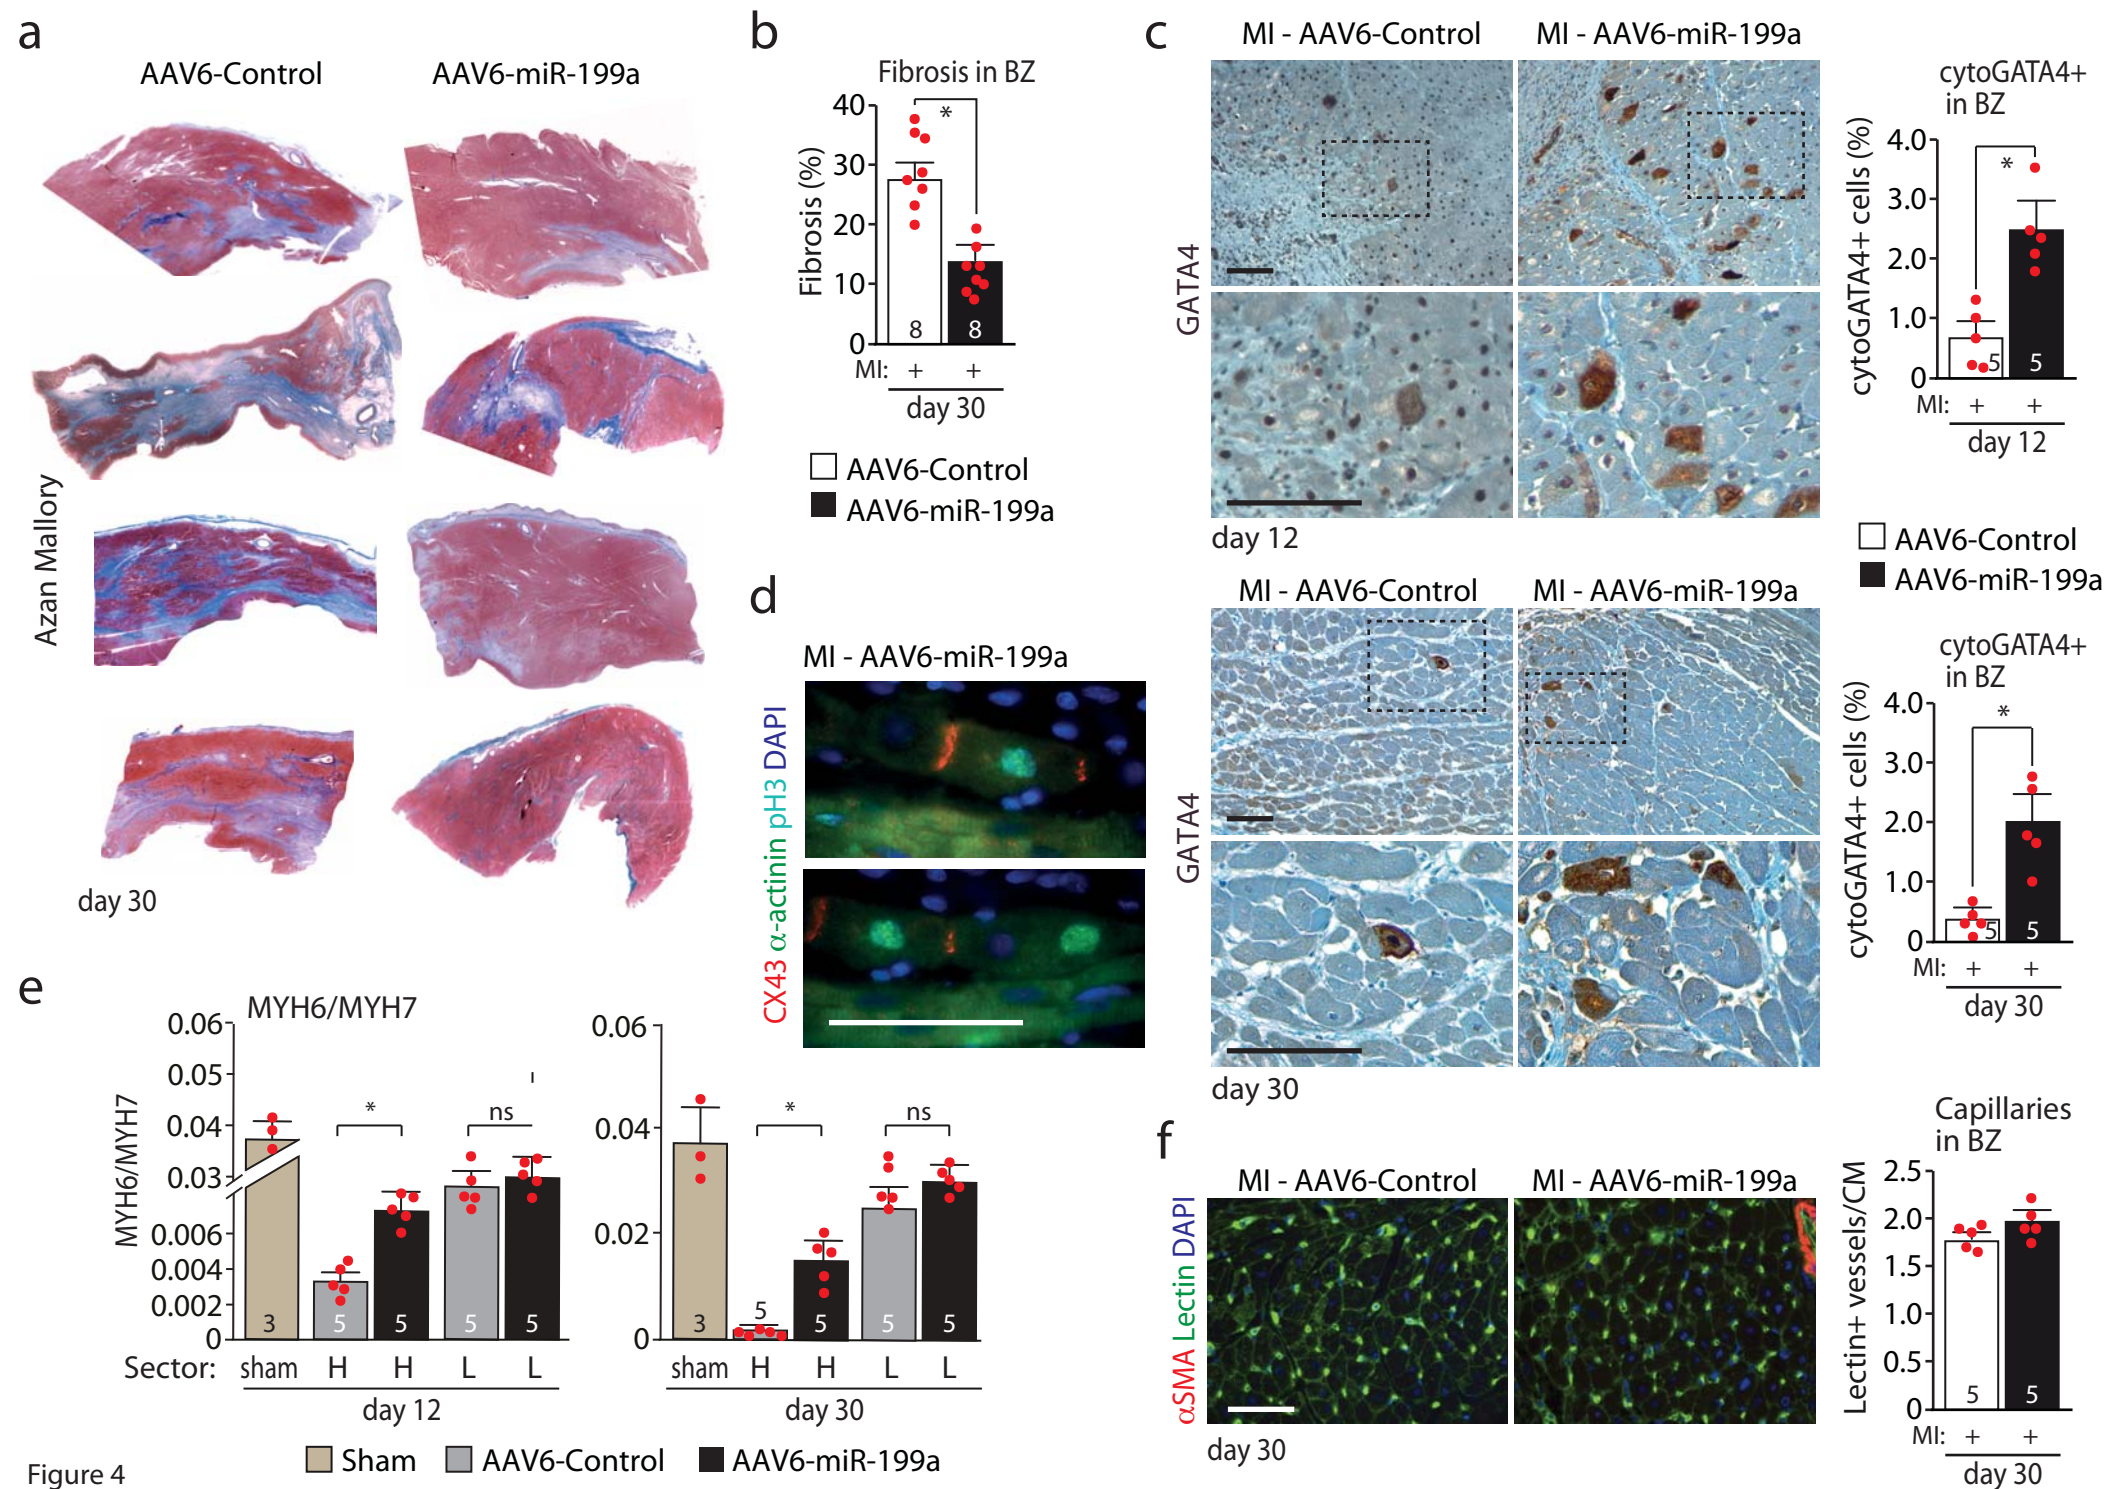 a
AAV6-Control
AAV6-miR-199a
Azan Mallory
day 30
b
Fibrosis in BZ
*
Fibrosis (%)
40
30
20
10
0
8
8
MI: + +
day 30
AAV6-Control
AAV6-miR-199a
c
MI - AAV6-Control
MI - AAV6-miR-199a
GATA4
day 12
cytoGATA4+
in BZ
*
cytoGATA4+ cells (%)
4.0
3.0
2.0
1.0
0
5
5
MI: + +
day 12
AAV6-Control
AAV6-miR-199a
MI - AAV6-Control
MI - AAV6-miR-199a
GATA4
day 30
cytoGATA4+
in BZ
*
cytoGATA4+ cells (%)
4.0
3.0
2.0
1.0
0
5
5
MI: + +
day 30
d
MI - AAV6-miR-199a
CX43 α-actinin pH3 DAPI
e
MYH6/MYH7
MYH6/MYH7
0.06
0.05
0.04
0.03
0.006
0.004
0.002
0
*
ns
3
5
5
5
5
Sector: sham H H L L
day 12
0.06
0.04
0.02
0
*
ns
3
5
5
5
5
sham H H L L
day 30
Sham
AAV6-Control
AAV6-miR-199a
f
MI - AAV6-Control
MI - AAV6-miR-199a
αSMA Lectin DAPI
day 30
Capillaries
in BZ
Lectin+ vessels/CM
2.5
2.0
1.5
1.0
0.5
0
5
5
MI: + +
day 30
Figure 4